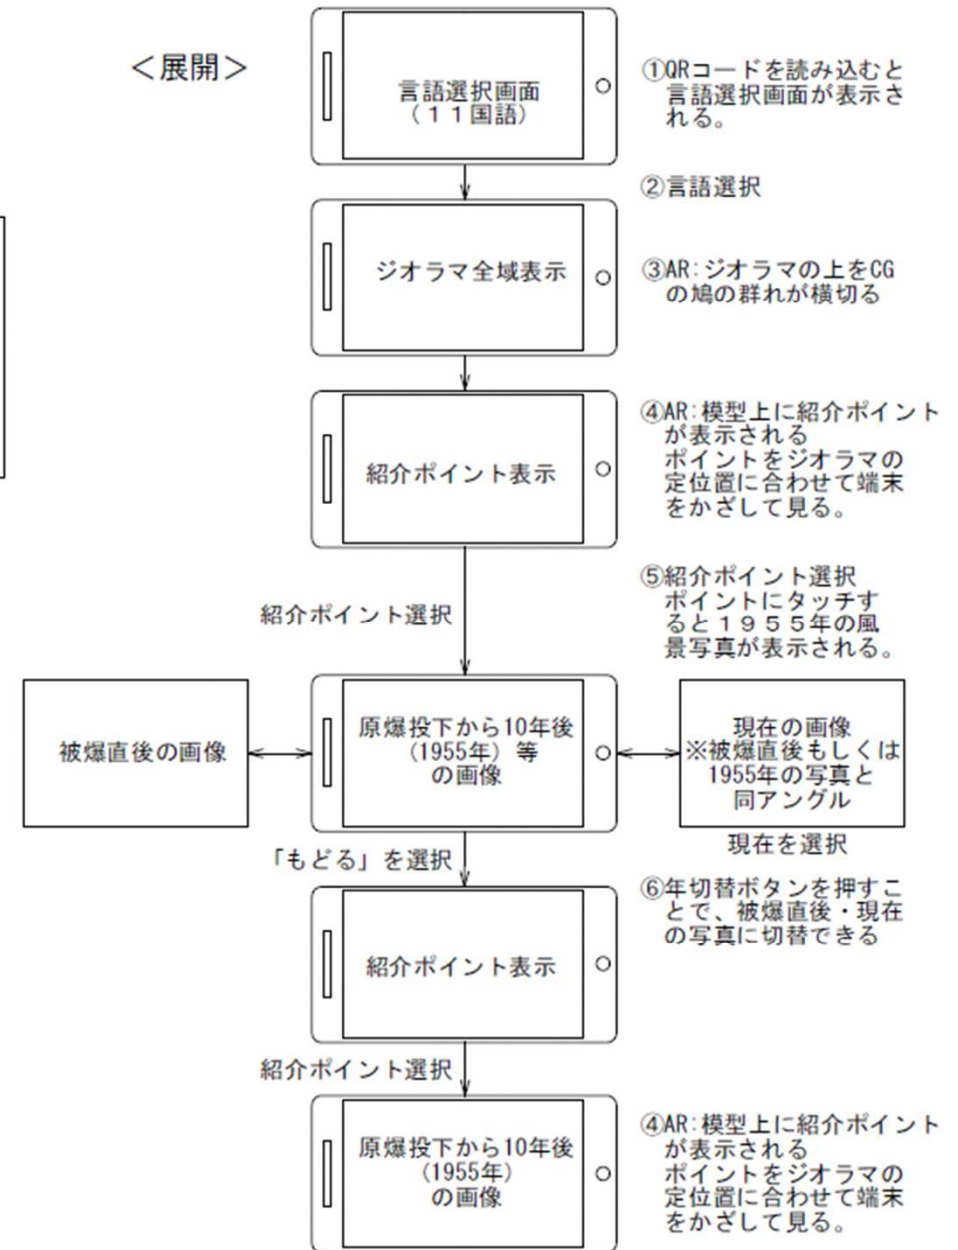 ＜展開＞
言語選択画面
（１１国語）
①QRコードを読み込むと
言語選択画面が表示さ
れる。
②言語選択
ジオラマ全域表示
③AR:ジオラマの上をCG
の鳩の群れが横切る
紹介ポイント表示
④AR:模型上に紹介ポイント
が表示される
ポイントをジオラマの
定位置に合わせて端末
をかざして見る。
紹介ポイント選択
⑤紹介ポイント選択
ポイントにタッチす
ると１９５５年の風
景写真が表示される。
被爆直後の画像
原爆投下から10年後
(1955年) 等
の画像
現在の画像
※被爆直後もしくは
1955年の写真と
同アングル
現在を選択
「もどる」を選択
⑥年切替ボタンを押すこ
とで、被爆直後・現在
の写真に切替できる
紹介ポイント表示
紹介ポイント選択
原爆投下から10年後
(1955年)
の画像
④AR:模型上に紹介ポイント
が表示される
ポイントをジオラマの
定位置に合わせて端末
をかざして見る。